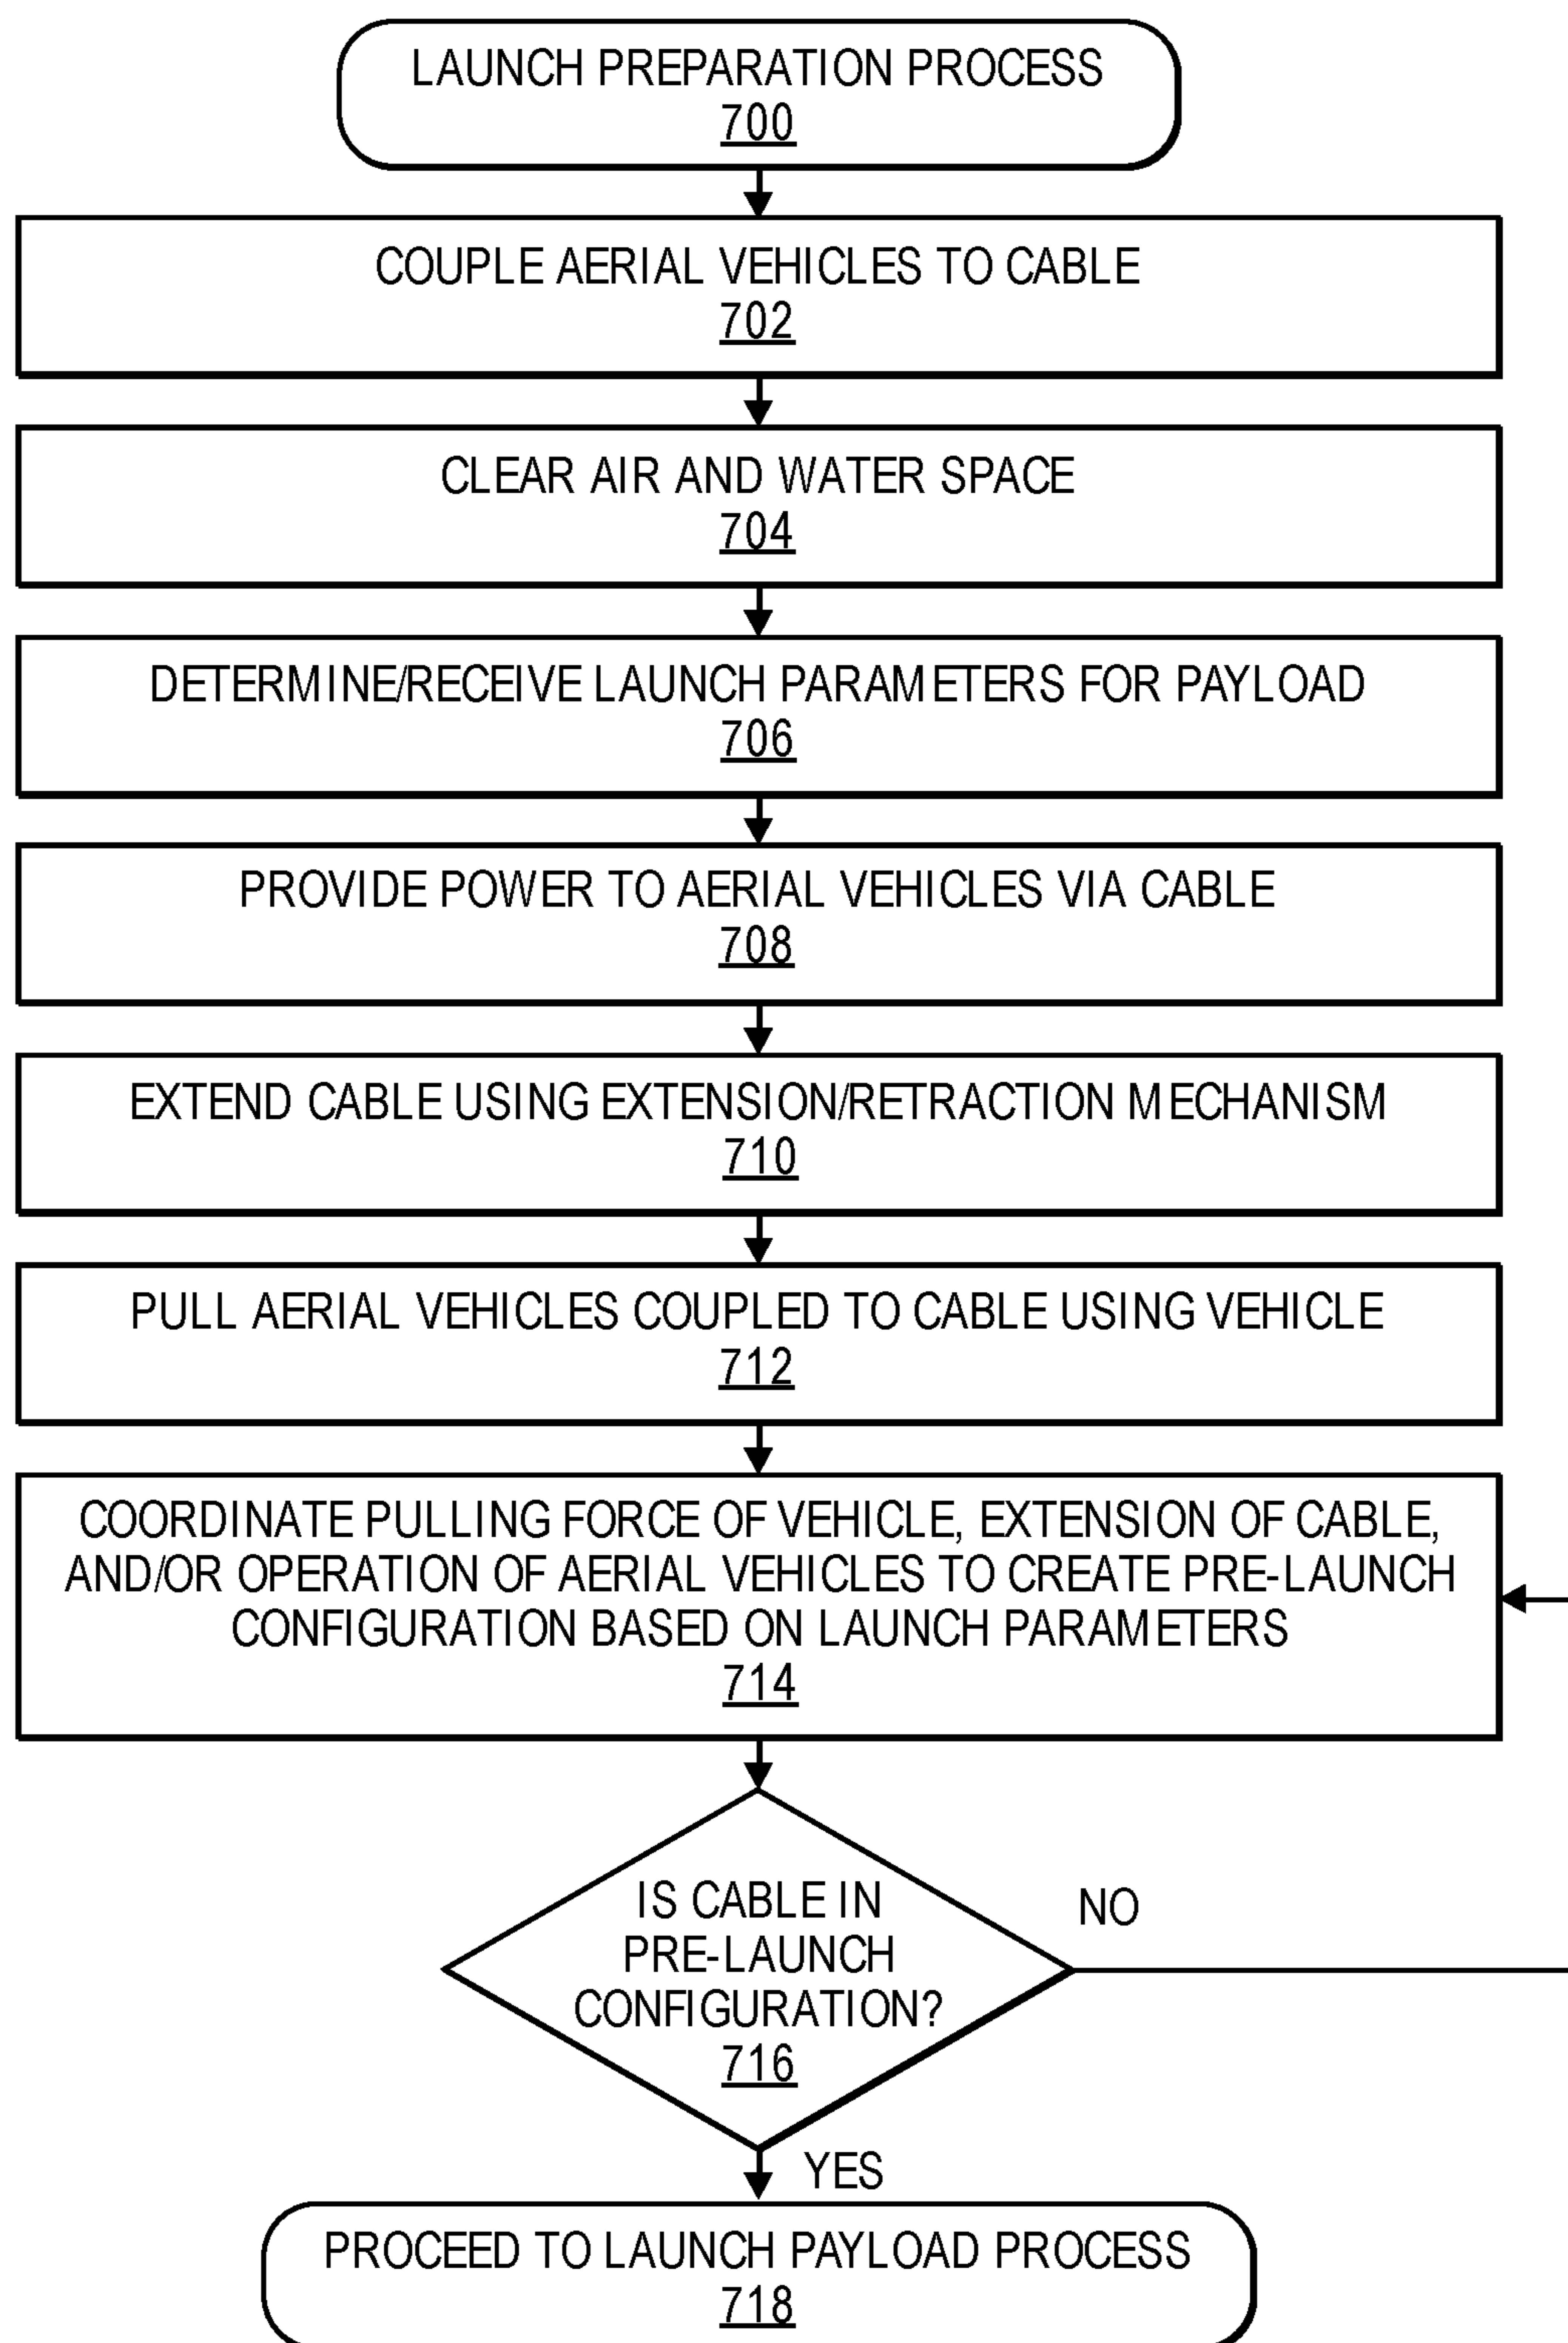 LAUNCH PREPARATION PROCESS
700
COUPLE AERIAL VEHICLES TO CABLE
702
CLEAR AIR AND WATER SPACE
704
DETERMINE/RECEIVE LAUNCH PARAMETERS FOR PAYLOAD
706
PROVIDE POWER TO AERIAL VEHICLES VIA CABLE
708
EXTEND CABLE USING EXTENSION/RETRACTION MECHANISM
710
PULL AERIAL VEHICLES COUPLED TO CABLE USING VEHICLE
712
COORDINATE PULLING FORCE OF VEHICLE, EXTENSION OF CABLE,
AND/OR OPERATION OF AERIAL VEHICLES TO CREATE PRE-LAUNCH
CONFIGURATION BASED ON LAUNCH PARAMETERS
714
IS CABLE IN
PRE-LAUNCH
CONFIGURATION?
716
NO
YES
PROCEED TO LAUNCH PAYLOAD PROCESS
718